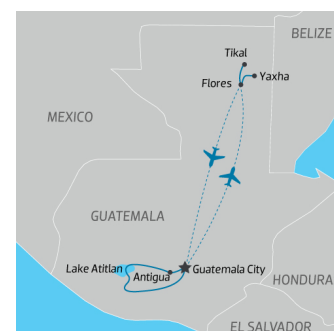 BELIZE
Tikal
Yaxha
Flores
MEXICO
GUATEMALA
Lake Atitlan
Antigua
Guatemala City
HONDURA
EL SALVADOR